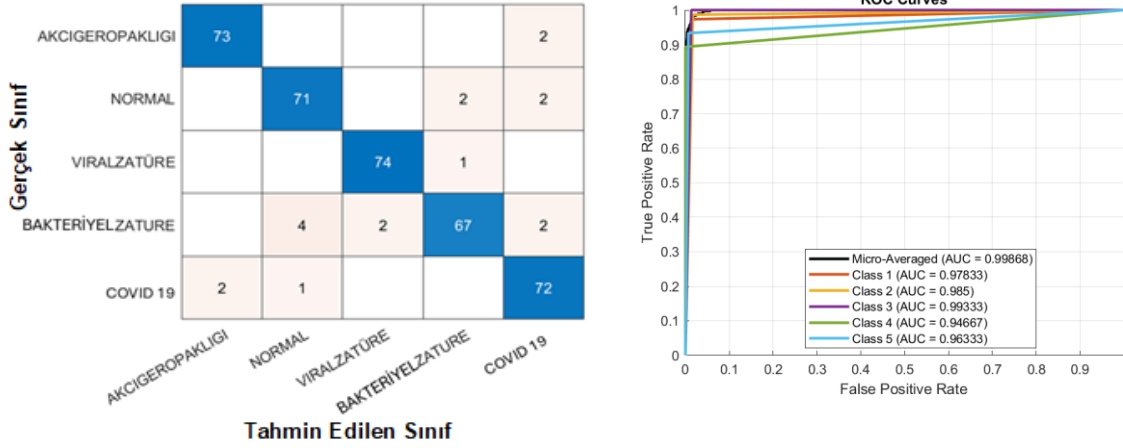 AKCIGEROPAKLIGI 73 2
NORMAL 71 2 2
VIRALZATÜRE 74 1
BAKTERİYELZATURE 4 2 67 2
COVID 19 2 1 72
Gerçek Sınıf
AKCIGEROPAKLIGI
NORMAL
VIRALZATÜRE
BAKTERİYELZATURE
COVID 19
Tahmin Edilen Sınıf
ROC Curves
1
0.9
0.8
0.7
0.6
0.5
0.4
0.3
0.2
0.1
0
True Positive Rate
Micro-Averaged (AUC = 0.99868)
Class 1 (AUC = 0.97833)
Class 2 (AUC = 0.985)
Class 3 (AUC = 0.99333)
Class 4 (AUC = 0.94667)
Class 5 (AUC = 0.96333)
0 0.1 0.2 0.3 0.4 0.5 0.6 0.7 0.8 0.9
False Positive Rate